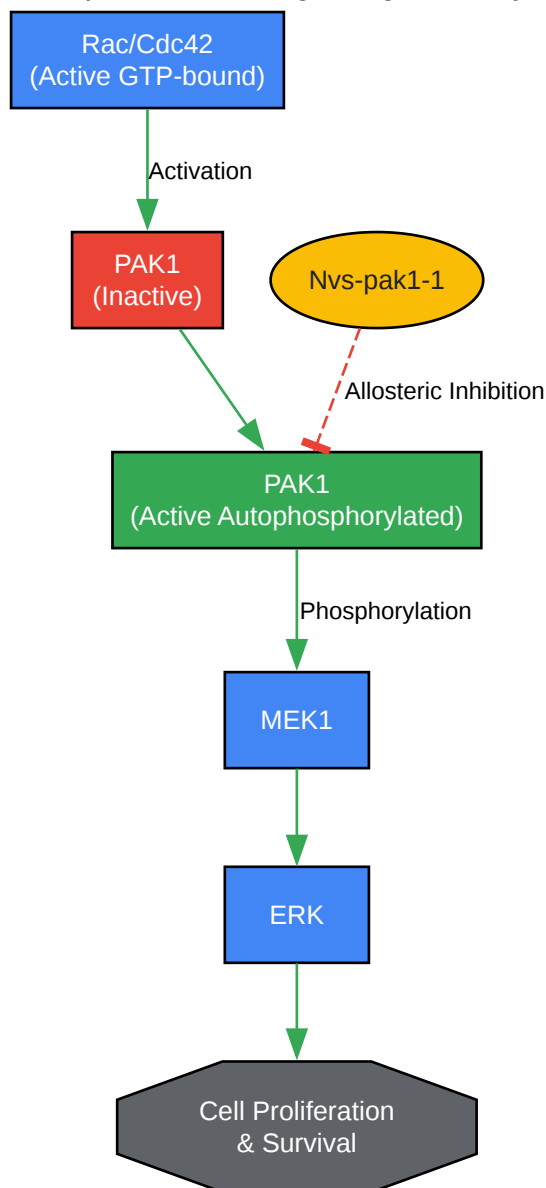 Rac/Cdc42
(Active GTP-bound)
Activation
PAK1
(Inactive)
Nvs-pak1-1
Allosteric Inhibition
PAK1
(Active Autophosphorylated)
Phosphorylation
MEK1
ERK
Cell Proliferation
& Survival